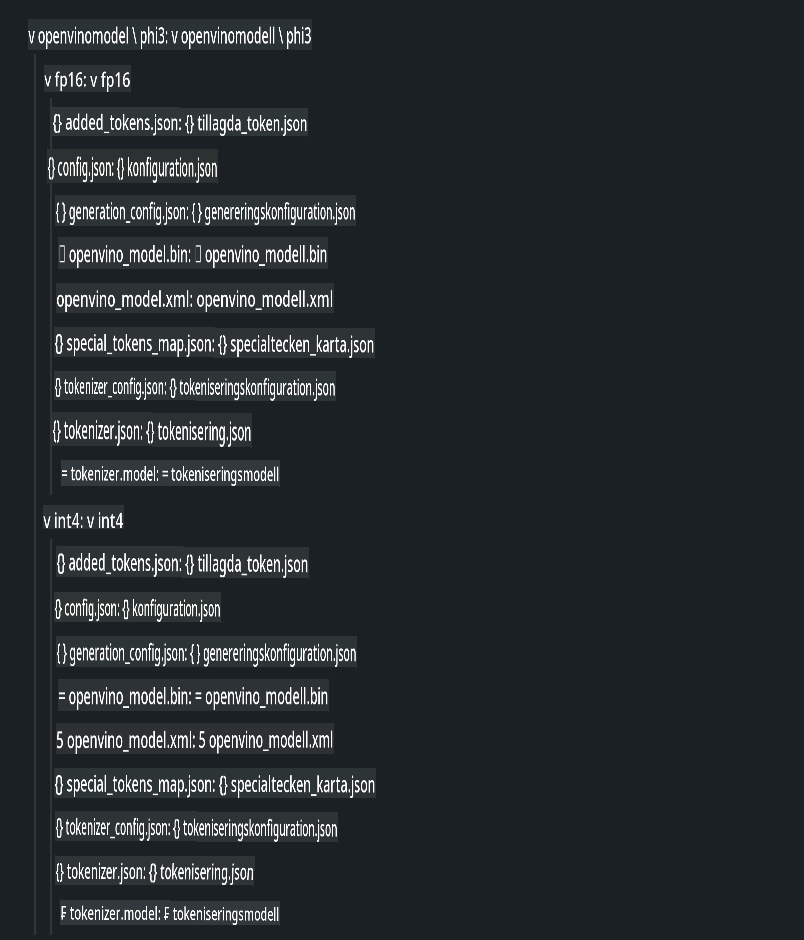 v openvinomodel \ phi3: v openvinomodell \ phi3
v fp16: v fp16
{} added_tokens.json: {} tillagda_token.json
{} config.json: {} konfiguration.json
{ } generation_config.json: { } genereringskonfiguration.json
▯ openvino_model.bin: ▯ openvino_modell.bin
openvino_model.xml: openvino_modell.xml
{} special_tokens_map.json: {} specialtecken_karta.json
{} tokenizer_config.json: {} tokeniseringskonfiguration.json
{} tokenizer.json: {} tokenisering.json
= tokenizer.model: = tokeniseringsmodell
v int4: v int4
{} added_tokens.json: {} tillagda_token.json
{} config.json: {} konfiguration.json
{ } generation_config.json: { } genereringskonfiguration.json
= openvino_model.bin: = openvino_modell.bin
5 openvino_model.xml: 5 openvino_modell.xml
{} special_tokens_map.json: {} specialtecken_karta.json
{} tokenizer_config.json: {} tokeniseringskonfiguration.json
{} tokenizer.json: {} tokenisering.json
₣ tokenizer.model: ₣ tokeniseringsmodell